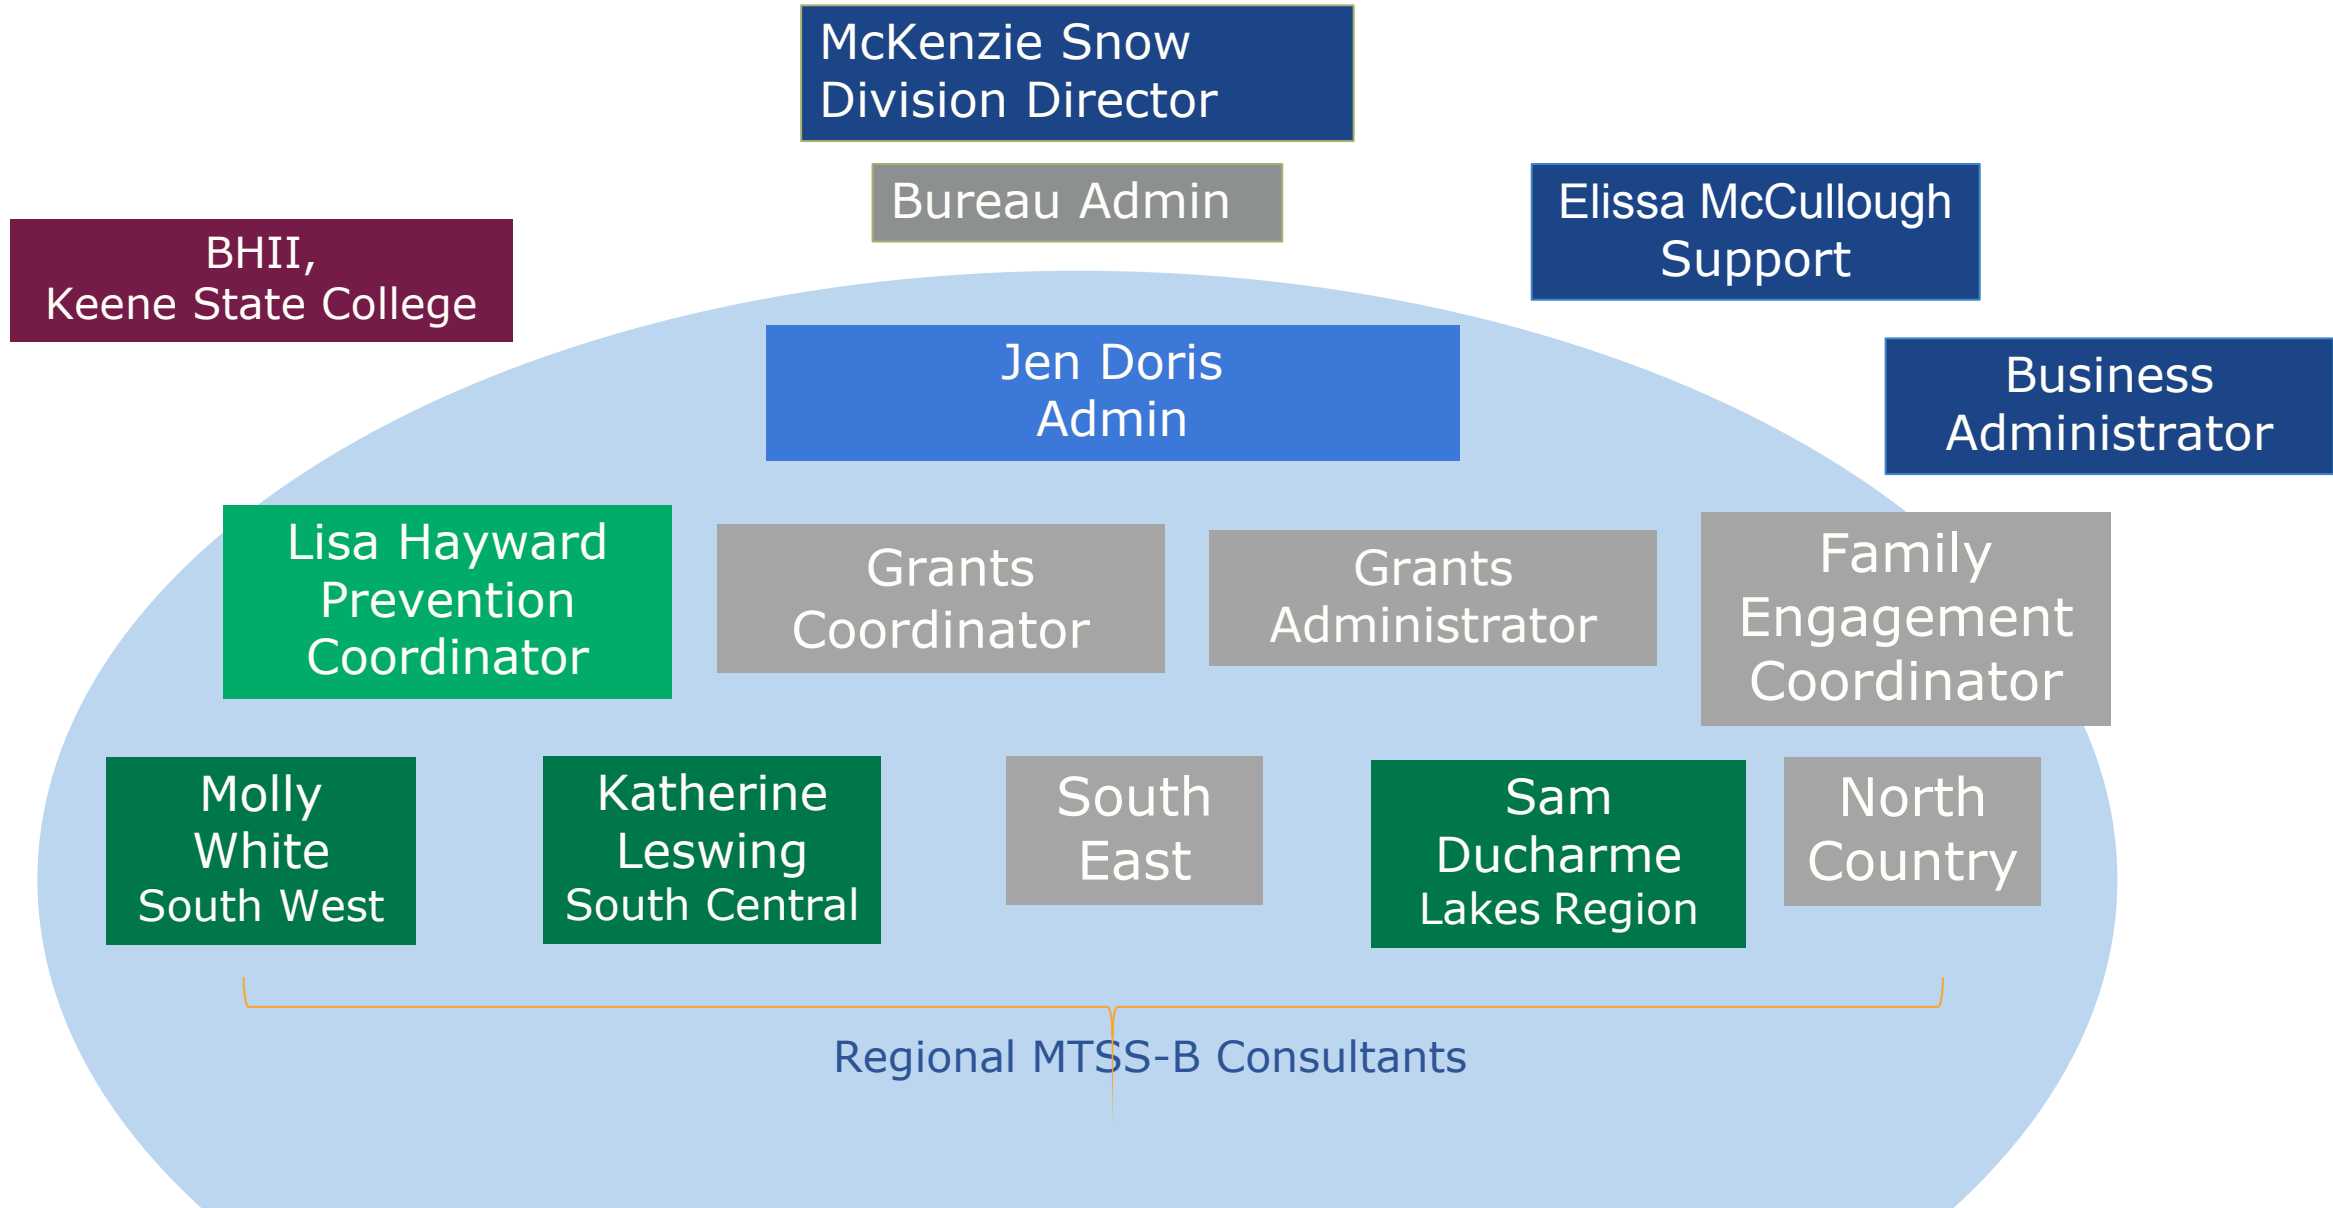 McKenzie Snow
Division Director
Bureau Admin
Elissa McCullough
Support
BHII,
Keene State College
Jen Doris
Admin
Business
Administrator
Lisa Hayward
Prevention
Coordinator
Grants
Coordinator
Grants
Administrator
Family
Engagement
Coordinator
Molly
White
South West
Katherine
Leswing
South Central
South
East
Sam
Ducharme
Lakes Region
North
Country
Regional MTSS-B Consultants